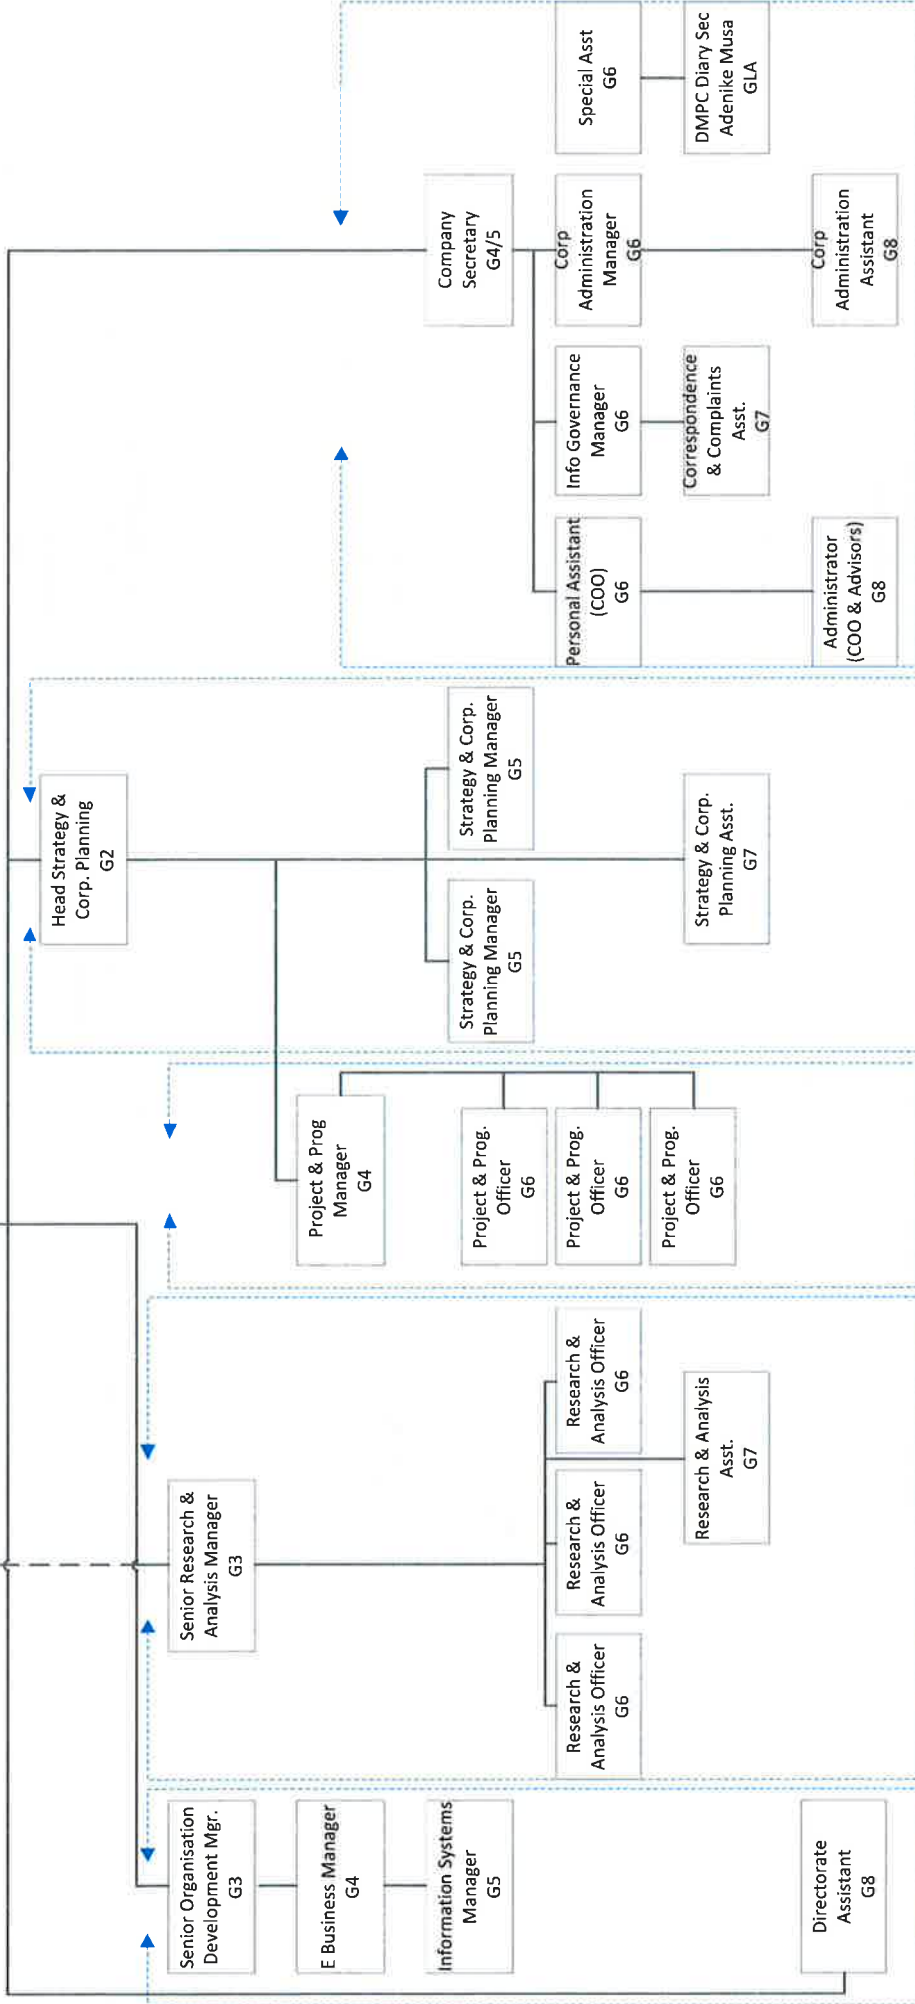 Senior Organisation
Development Mgr.
G3
E Business Manager
G4
Information Systems
Manager
G5
Directorate
Assistant
G8
Senior Research &
Analysis Manager
G3
Research &
Analysis Officer
G6
Research &
Analysis Officer
G6
Research &
Analysis Officer
G6
Research & Analysis
Asst.
G7
Project & Prog
Manager
G4
Project & Prog.
Officer
G6
Project & Prog.
Officer
G6
Project & Prog.
Officer
G6
Head Strategy &
Corp. Planning
G2
Strategy & Corp.
Planning Manager
G5
Strategy & Corp.
Planning Manager
G5
Strategy & Corp.
Planning Asst.
G7
Company
Secretary
G4/5
Personal Assistant
(COO)
G6
Info Governance
Manager
G6
Corp
Administration
Manager
G6
Special Asst
G6
Correspondence
& Complaints
Asst.
G7
DMPC Diary Sec
Adenike Musa
GLA
Administrator
(COO & Advisors)
G8
Corp
Administration
Assistant
G8